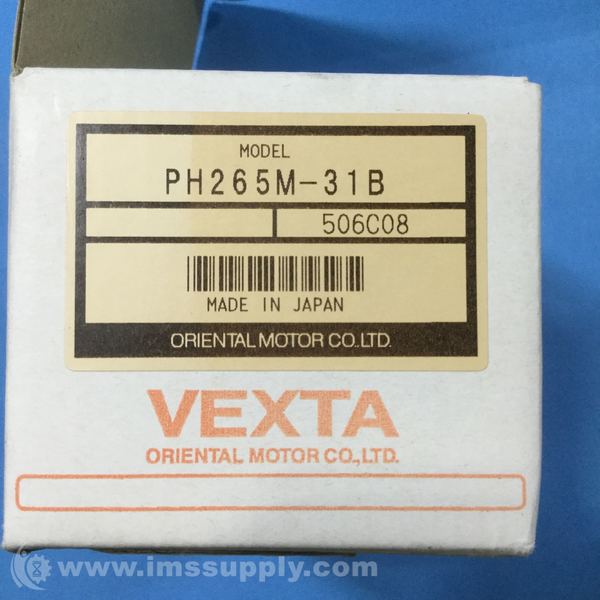 MODEL
PH265M-31B
506C08
MADE IN JAPAN
ORIENTAL MOTOR CO.LTD.
VEXTA
ORIENTAL MOTOR CO.,LTD.
www.imssupply.com